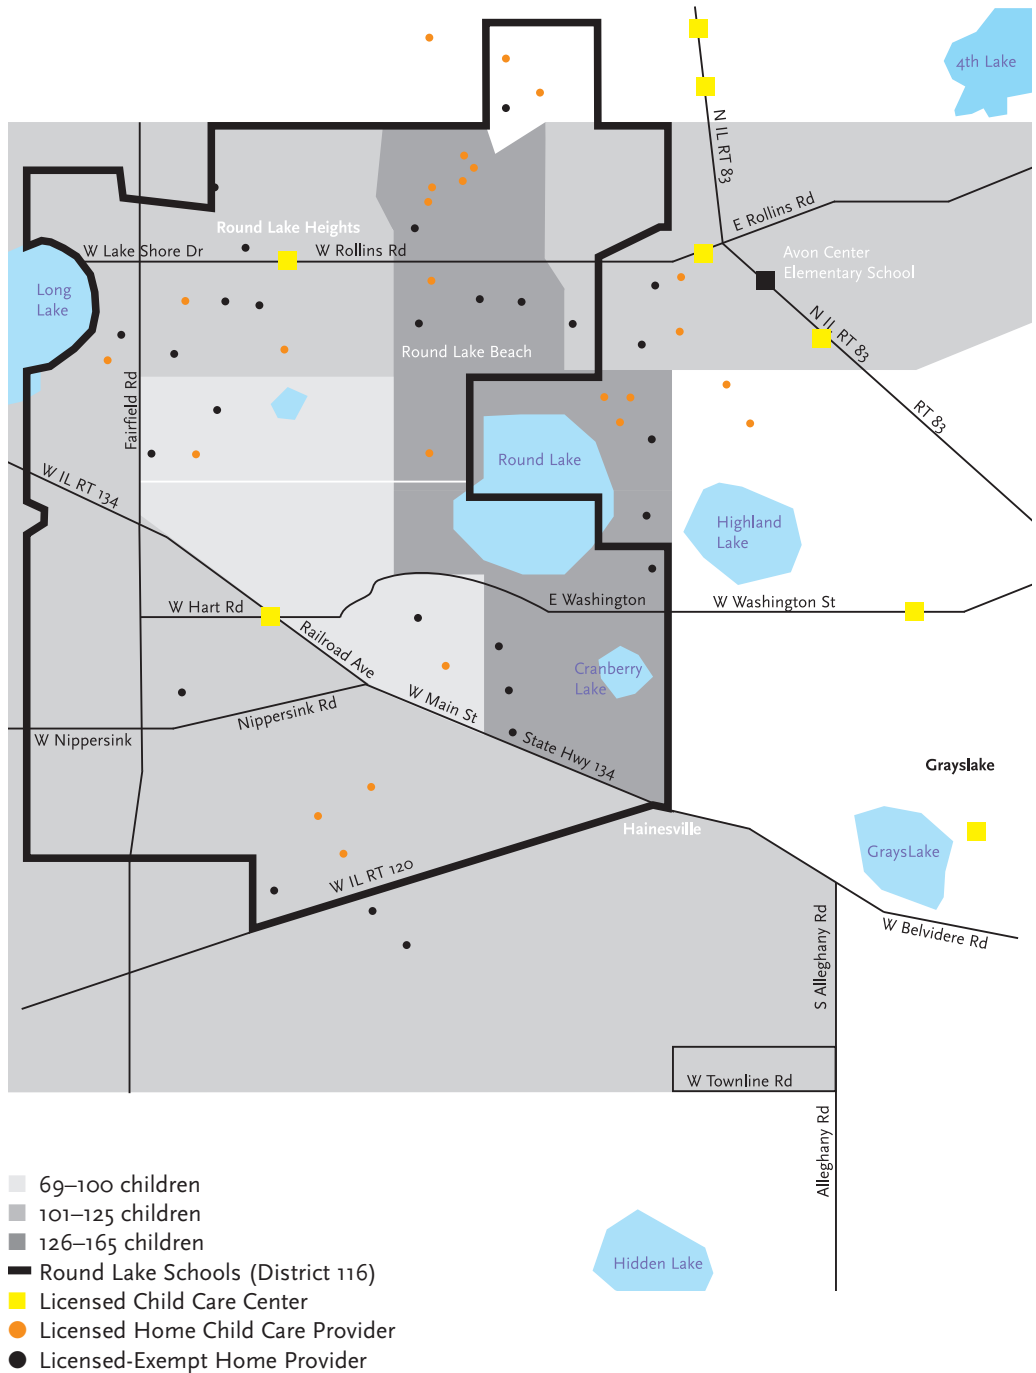 4th Lake
N IL RT 83
E Rollins Rd
Round Lake Heights
W Lake Shore Dr
W Rollins Rd
Avon Center
Elementary School
Long
Lake
N IL RT 83
Round Lake Beach
Fairfield Rd
RT 83
Round Lake
W IL RT 134
Highland
Lake
W Hart Rd
E Washington
W Washington St
Railroad Ave
Cranberry
Lake
W Main St
Nippersink Rd
W Nippersink
State Hwy 134
Grayslake
Hainesville
GraysLake
W IL RT 120
S Alleghany Rd
W Belvidere Rd
W Townline Rd
Alleghany Rd
Hidden Lake
69–100 children
101–125 children
126–165 children
Round Lake Schools (District 116)
Licensed Child Care Center
Licensed Home Child Care Provider
Licensed-Exempt Home Provider